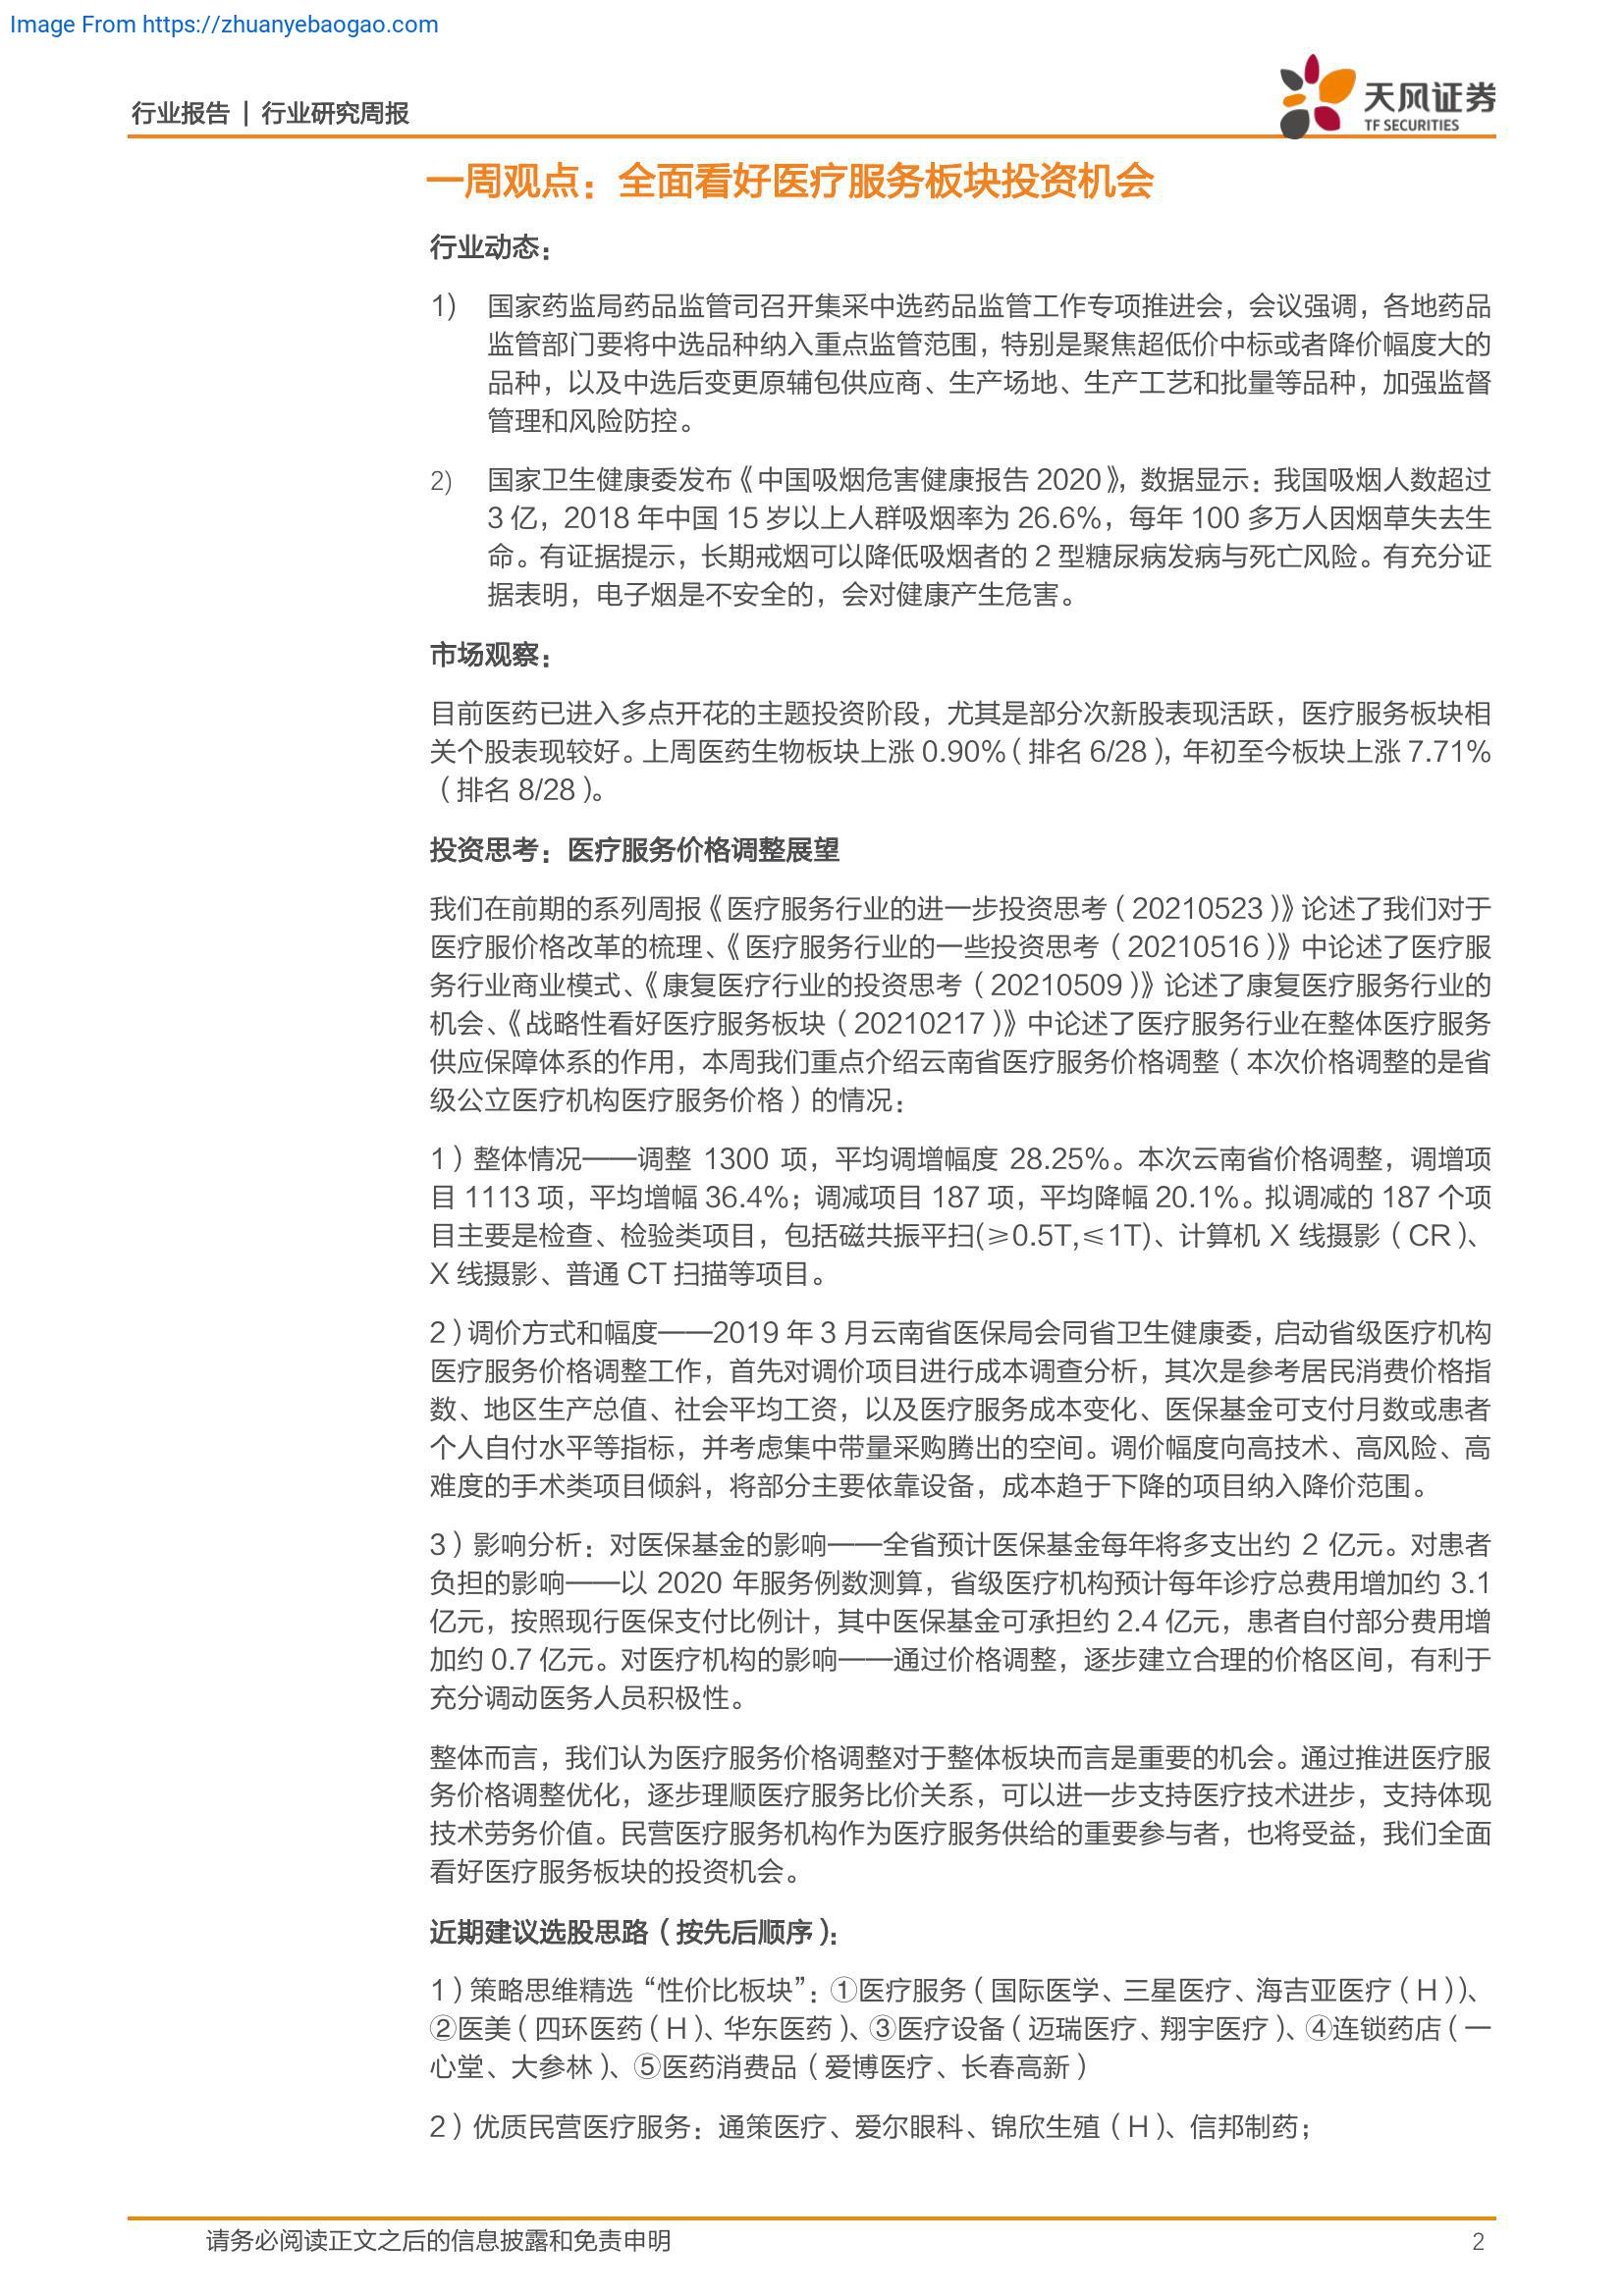 Image From https://zhuanyebaogao.com
行业报告 | 行业研究周报
天风证券
TF SECURITIES
一周观点：全面看好医疗服务板块投资机会
行业动态：
1) 国家药监局药品监管司召开集采中选药品监管工作专项推进会，会议强调，各地药品
监管部门要将中选品种纳入重点监管范围，特别是聚焦超低价中标或者降价幅度大的
品种，以及中选后变更原辅包供应商、生产场地、生产工艺和批量等品种，加强监督
管理和风险防控。
2) 国家卫生健康委发布《中国吸烟危害健康报告 2020》，数据显示：我国吸烟人数超过
3 亿，2018 年中国 15 岁以上人群吸烟率为 26.6%，每年 100 多万人因烟草失去生
命。有证据提示，长期戒烟可以降低吸烟者的 2 型糖尿病发病与死亡风险。有充分证
据表明，电子烟是不安全的，会对健康产生危害。
市场观察：
目前医药已进入多点开花的主题投资阶段，尤其是部分次新股表现活跃，医疗服务板块相
关个股表现较好。上周医药生物板块上涨 0.90%（排名 6/28），年初至今板块上涨 7.71%
（排名 8/28）。
投资思考：医疗服务价格调整展望
我们在前期的系列周报《医疗服务行业的进一步投资思考（20210523）》论述了我们对于
医疗服价格改革的梳理、《医疗服务行业的一些投资思考（20210516）》中论述了医疗服
务行业商业模式、《康复医疗行业的投资思考（20210509）》论述了康复医疗服务行业的
机会、《战略性看好医疗服务板块（20210217）》中论述了医疗服务行业在整体医疗服务
供应保障体系的作用，本周我们重点介绍云南省医疗服务价格调整（本次价格调整的是省
级公立医疗机构医疗服务价格）的情况：
1）整体情况——调整 1300 项，平均调增幅度 28.25%。本次云南省价格调整，调增项
目 1113 项，平均增幅 36.4%；调减项目 187 项，平均降幅 20.1%。拟调减的 187 个项
目主要是检查、检验类项目，包括磁共振平扫(≥0.5T,≤1T)、计算机 X 线摄影（CR）、
X 线摄影、普通 CT 扫描等项目。
2）调价方式和幅度——2019 年 3 月云南省医保局会同省卫生健康委，启动省级医疗机构
医疗服务价格调整工作，首先对调价项目进行成本调查分析，其次是参考居民消费价格指
数、地区生产总值、社会平均工资，以及医疗服务成本变化、医保基金可支付月数或患者
个人自付水平等指标，并考虑集中带量采购腾出的空间。调价幅度向高技术、高风险、高
难度的手术类项目倾斜，将部分主要依靠设备，成本趋于下降的项目纳入降价范围。
3）影响分析：对医保基金的影响——全省预计医保基金每年将多支出约 2 亿元。对患者
负担的影响——以 2020 年服务例数测算，省级医疗机构预计每年诊疗总费用增加约 3.1
亿元，按照现行医保支付比例计，其中医保基金可承担约 2.4 亿元，患者自付部分费用增
加约 0.7 亿元。对医疗机构的影响——通过价格调整，逐步建立合理的价格区间，有利于
充分调动医务人员积极性。
整体而言，我们认为医疗服务价格调整对于整体板块而言是重要的机会。通过推进医疗服
务价格调整优化，逐步理顺医疗服务比价关系，可以进一步支持医疗技术进步，支持体现
技术劳务价值。民营医疗服务机构作为医疗服务供给的重要参与者，也将受益，我们全面
看好医疗服务板块的投资机会。
近期建议选股思路（按先后顺序）：
1）策略思维精选“性价比板块”：①医疗服务（国际医学、三星医疗、海吉亚医疗（H））、
②医美（四环医药（H）、华东医药）、③医疗设备（迈瑞医疗、翔宇医疗）、④连锁药店（一
心堂、大参林）、⑤医药消费品（爱博医疗、长春高新）
2）优质民营医疗服务：通策医疗、爱尔眼科、锦欣生殖（H）、信邦制药；
请务必阅读正文之后的信息披露和免责申明 2